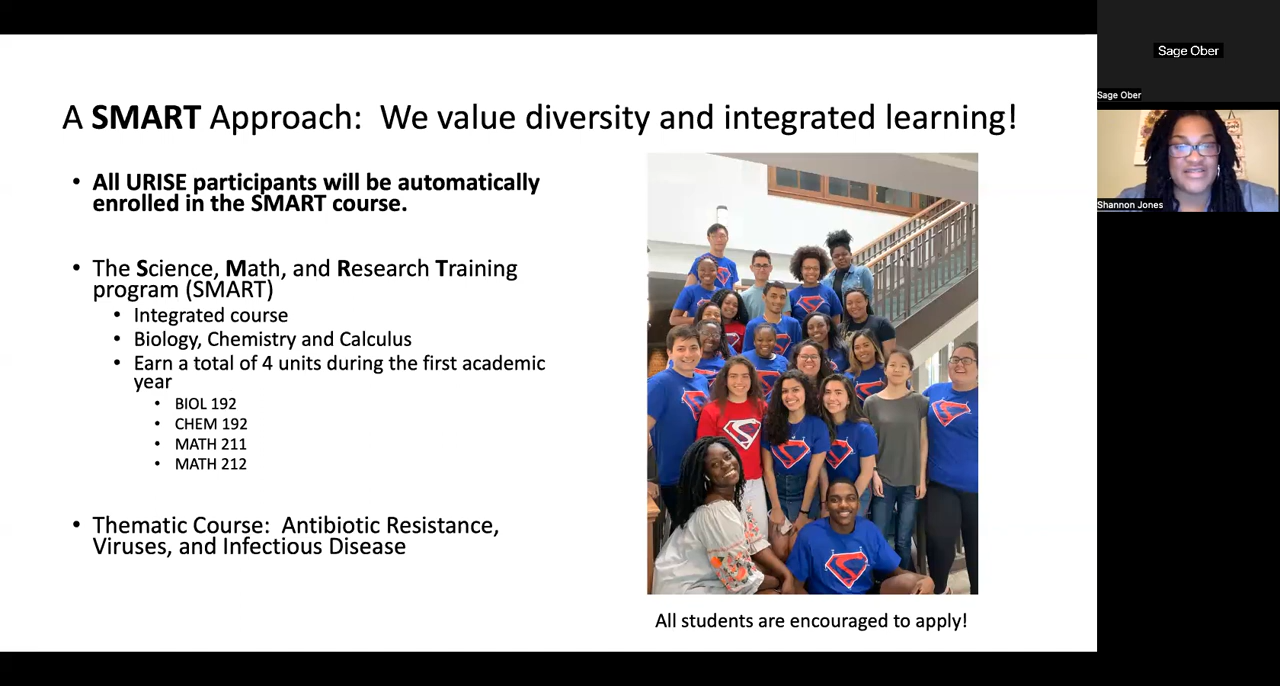 A SMART Approach: We value diversity and integrated learning!
• All URISE participants will be automatically
enrolled in the SMART course.
• The Science, Math, and Research Training
program (SMART)
• Integrated course
• Biology, Chemistry and Calculus
• Earn a total of 4 units during the first academic
year
• BIOL 192
• CHEM 192
• MATH 211
• MATH 212
• Thematic Course: Antibiotic Resistance,
Viruses, and Infectious Disease
All students are encouraged to apply!
Sage Ober
Sage Ober
Shannon Jones